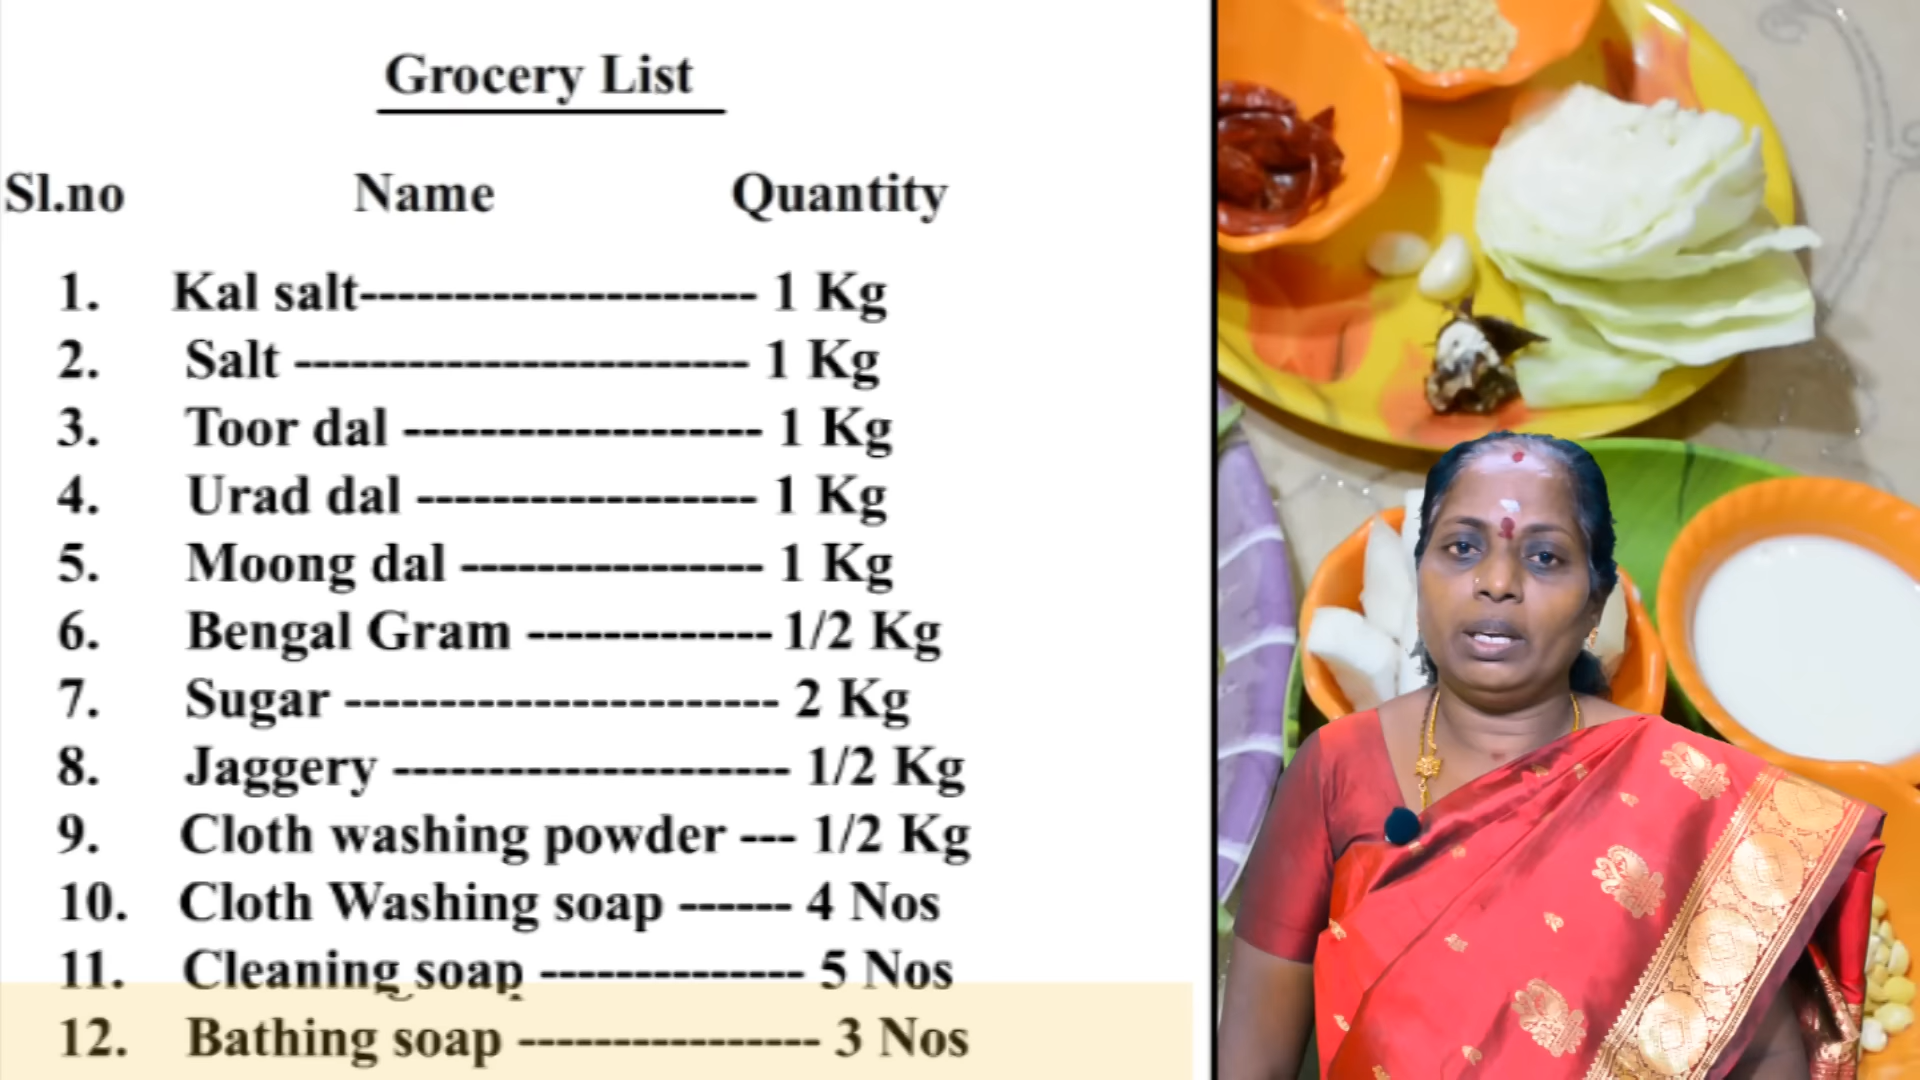 Grocery List
Sl.no Name Quantity
1. Kal salt--------------------- 1 Kg
2. Salt ------------------------ 1 Kg
3. Toor dal ------------------- 1 Kg
4. Urad dal ------------------ 1 Kg
5. Moong dal ---------------- 1 Kg
6. Bengal Gram ------------- 1/2 Kg
7. Sugar ----------------------- 2 Kg
8. Jaggery --------------------- 1/2 Kg
9. Cloth washing powder --- 1/2 Kg
10. Cloth Washing soap ------ 4 Nos
11. Cleaning soap -------------- 5 Nos
12. Bathing soap ---------------- 3 Nos